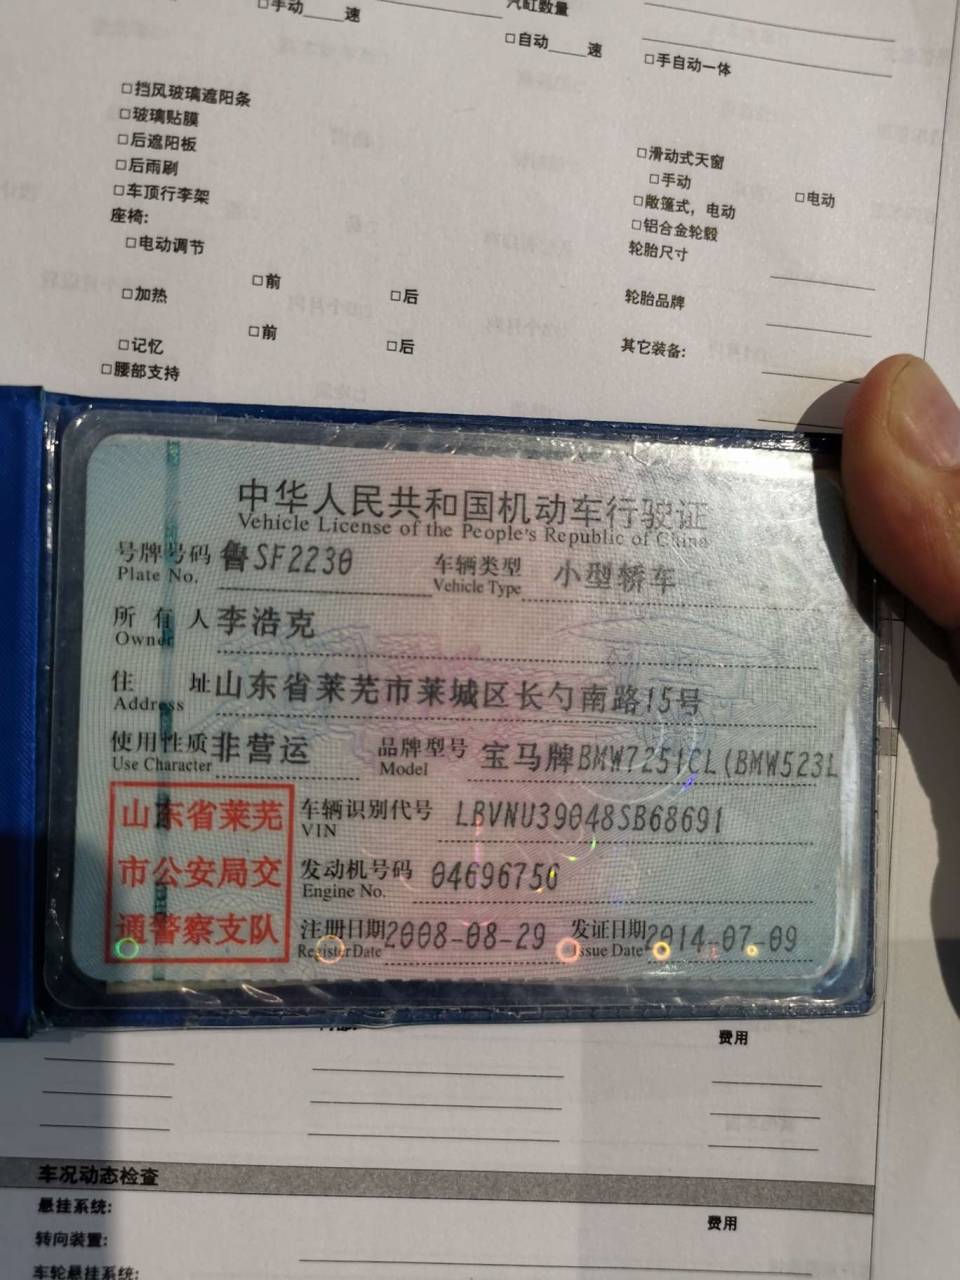 □手动____速
汽缸数量
□自动____速
□手自动一体
□挡风玻璃遮阳条
□玻璃贴膜
□后遮阳板
□后雨刷
□车顶行李架
座椅:
□电动调节
□前
□后
□加热
□前
□后
□记忆
□腰部支持
□滑动式天窗
□手动
□电动
□敞篷式，电动
□铝合金轮毂
轮胎尺寸
轮胎品牌
其它装备:
中华人民共和国机动车行驶证
Vehicle License of the People's Republic of China
号牌号码 鲁SF2230 车辆类型 小型轿车
Plate No. Vehicle Type
所有人 李浩克
Owner
住址 山东省莱芜市莱城区长勺南路15号
Address
使用性质 非营运 品牌型号 宝马牌BMW7251CL(BMW523L
Use Character Model
山东省莱芜
市公安局交
通警察支队
车辆识别代号 LBVNU39048SB68691
VIN
发动机号码 04696756
Engine No.
注册日期 2008-08-29 发证日期 2014-07-09
Register Date Issue Date
费用
车况动态检查
悬挂系统:
费用
转向装置:
车轮悬挂系统: